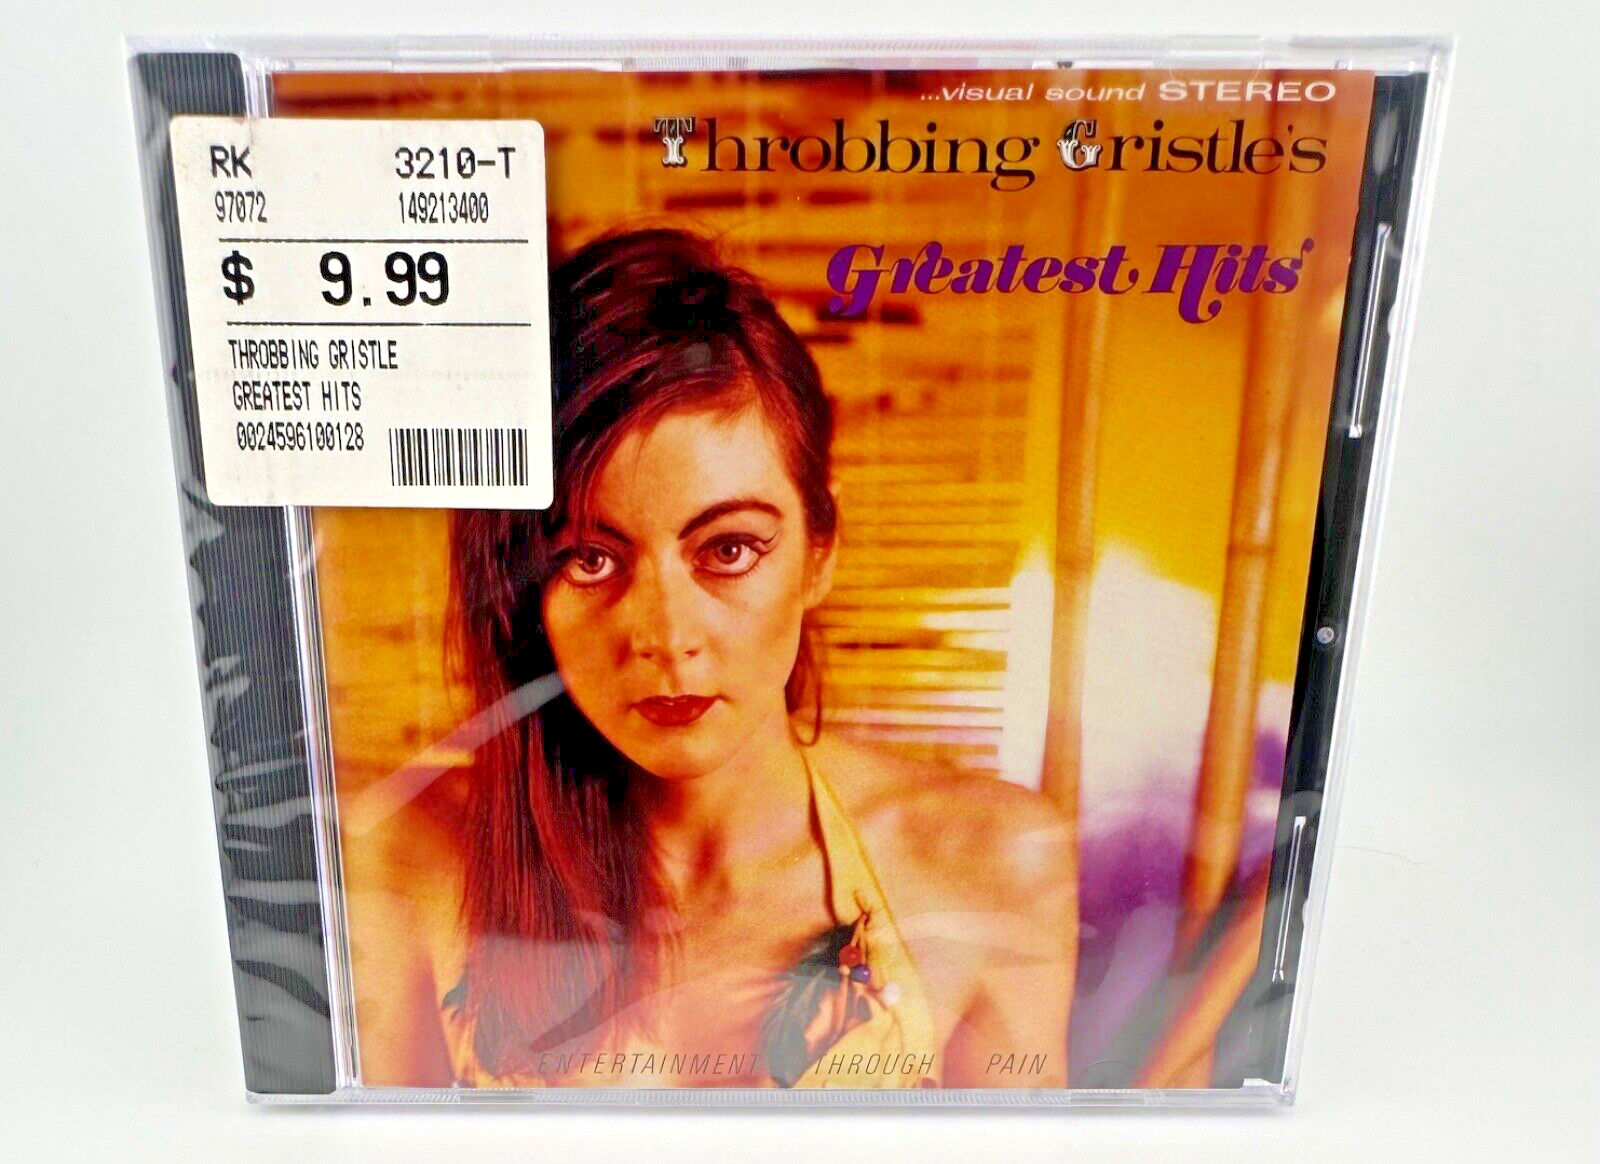 RK 3210-T
97072 149213400
$ 9.99
THROBBING GRISTLE
GREATEST HITS
0024596100128
...visual sound STEREO
Throbbing Gristle's
Greatest Hits
ENTERTAINMENT THROUGH PAIN